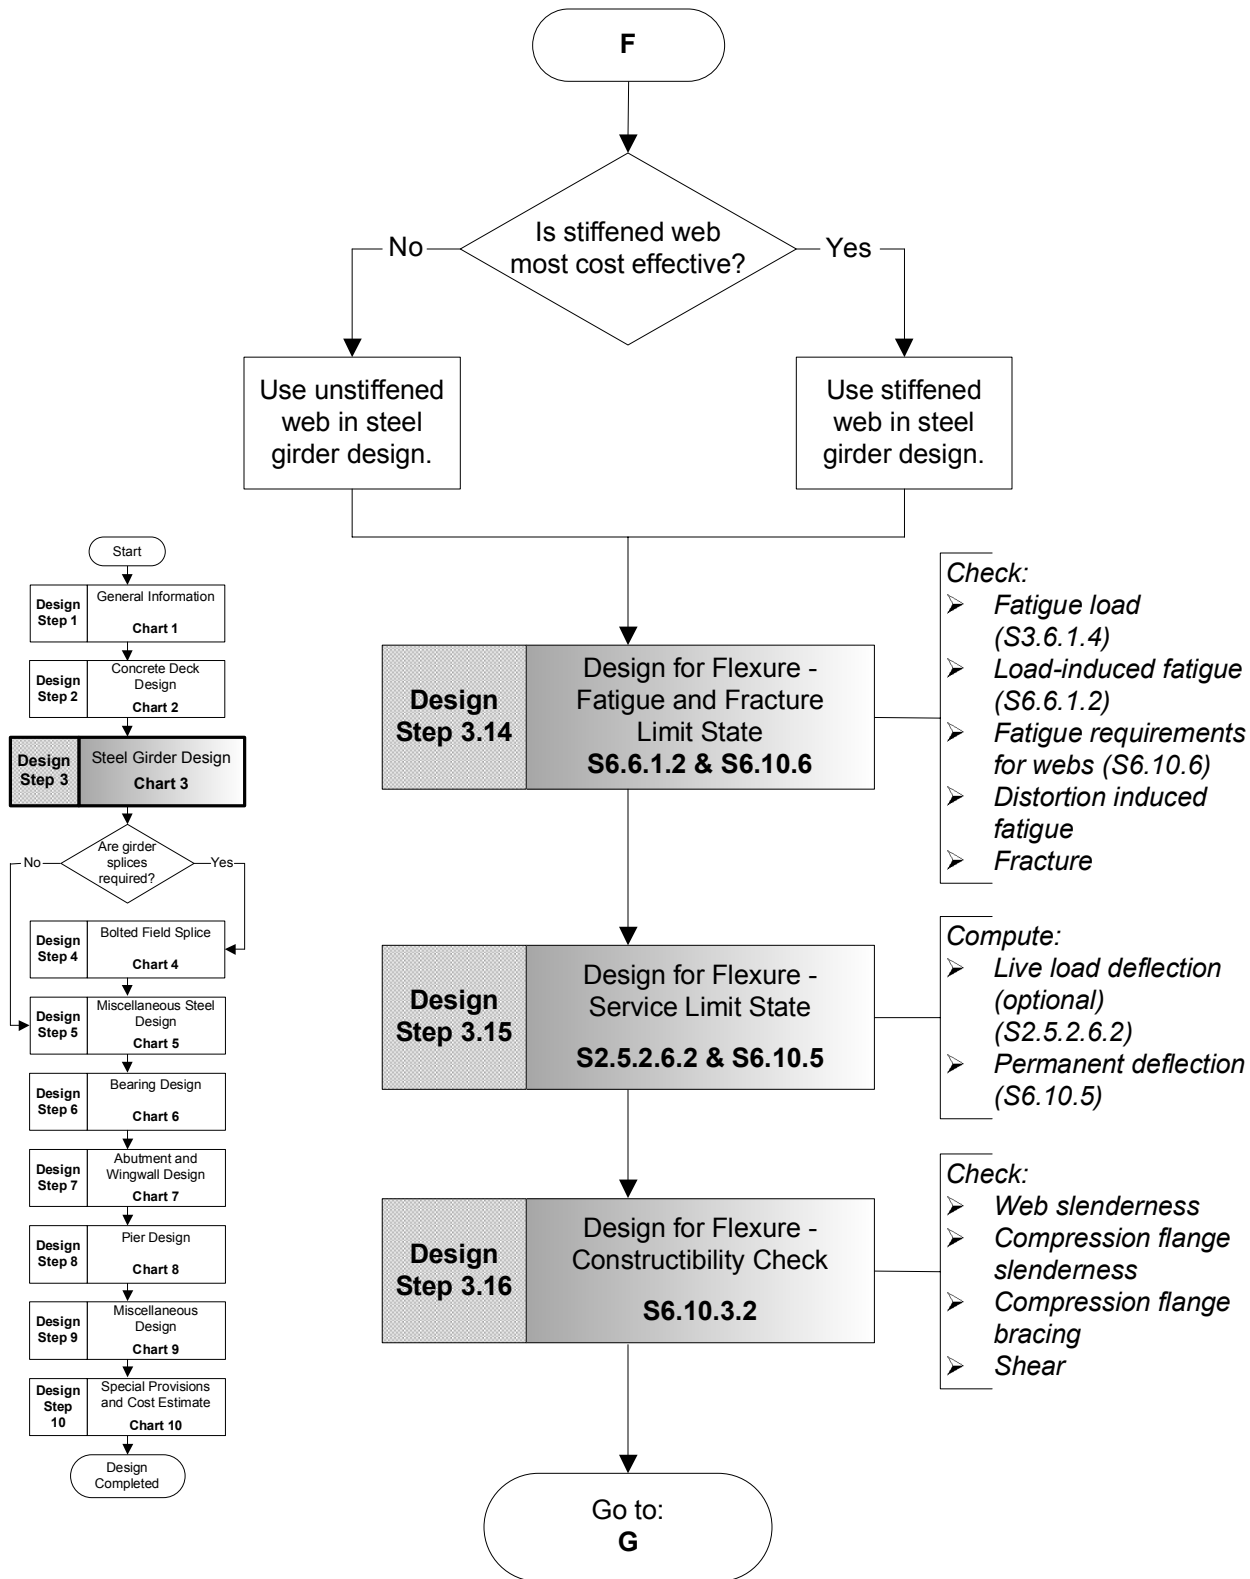 F
Is stiffened web
most cost effective?
No
Yes
Use unstiffened
web in steel
girder design.
Use stiffened
web in steel
girder design.
Design
Step 3.14
Design for Flexure -
Fatigue and Fracture
Limit State
S6.6.1.2 & S6.10.6
Check:
➢ Fatigue load
(S3.6.1.4)
➢ Load-induced fatigue
(S6.6.1.2)
➢ Fatigue requirements
for webs (S6.10.6)
➢ Distortion induced
fatigue
➢ Fracture
Design
Step 3.15
Design for Flexure -
Service Limit State
S2.5.2.6.2 & S6.10.5
Compute:
➢ Live load deflection
(optional)
(S2.5.2.6.2)
➢ Permanent deflection
(S6.10.5)
Design
Step 3.16
Design for Flexure -
Constructibility Check
S6.10.3.2
Check:
➢ Web slenderness
➢ Compression flange
slenderness
➢ Compression flange
bracing
➢ Shear
Go to:
G
Start
Design
Step 1
General Information
Chart 1
Design
Step 2
Concrete Deck
Design
Chart 2
Design
Step 3
Steel Girder Design
Chart 3
Are girder
splices
required?
No
Yes
Design
Step 4
Bolted Field Splice
Chart 4
Design
Step 5
Miscellaneous Steel
Design
Chart 5
Design
Step 6
Bearing Design
Chart 6
Design
Step 7
Abutment and
Wingwall Design
Chart 7
Design
Step 8
Pier Design
Chart 8
Design
Step 9
Miscellaneous
Design
Chart 9
Design
Step
10
Special Provisions
and Cost Estimate
Chart 10
Design
Completed